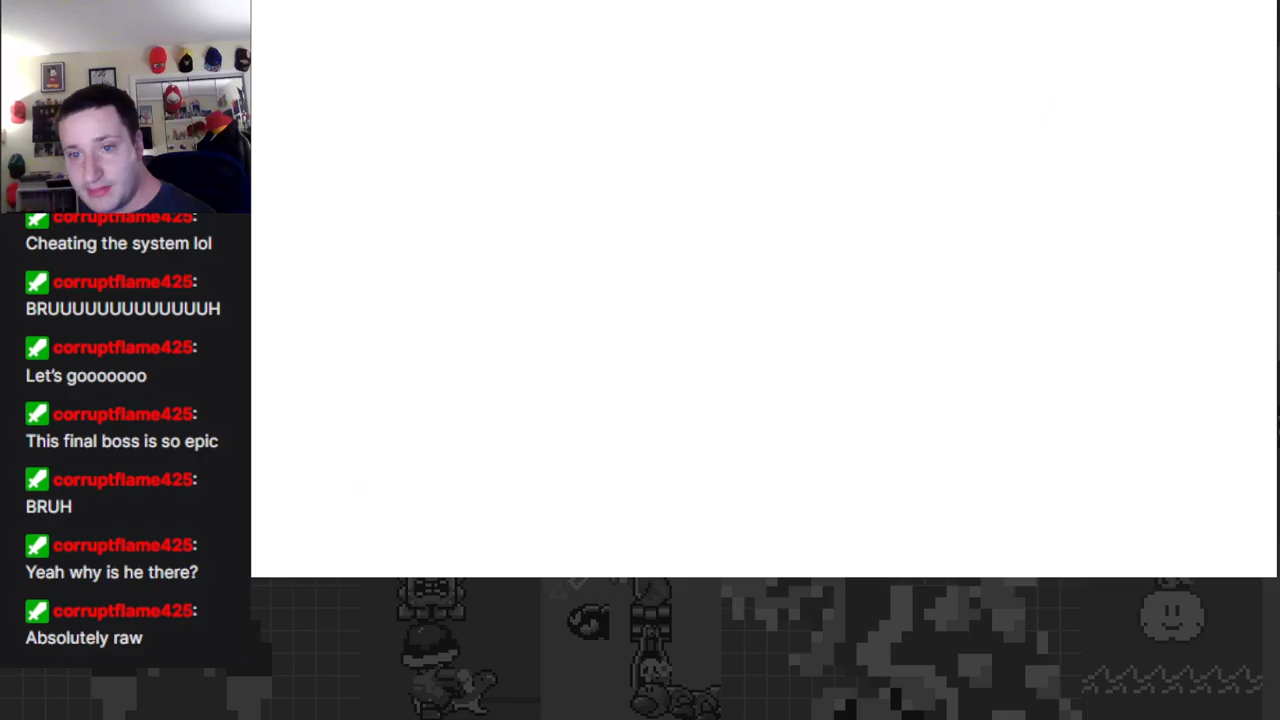 corruptflame425:
Cheating the system lol
corruptflame425:
BRUUUUUUUUUUUUUH
corruptflame425:
Let's gooooooo
corruptflame425:
This final boss is so epic
corruptflame425:
BRUH
corruptflame425:
Yeah why is he there?
corruptflame425:
Absolutely raw